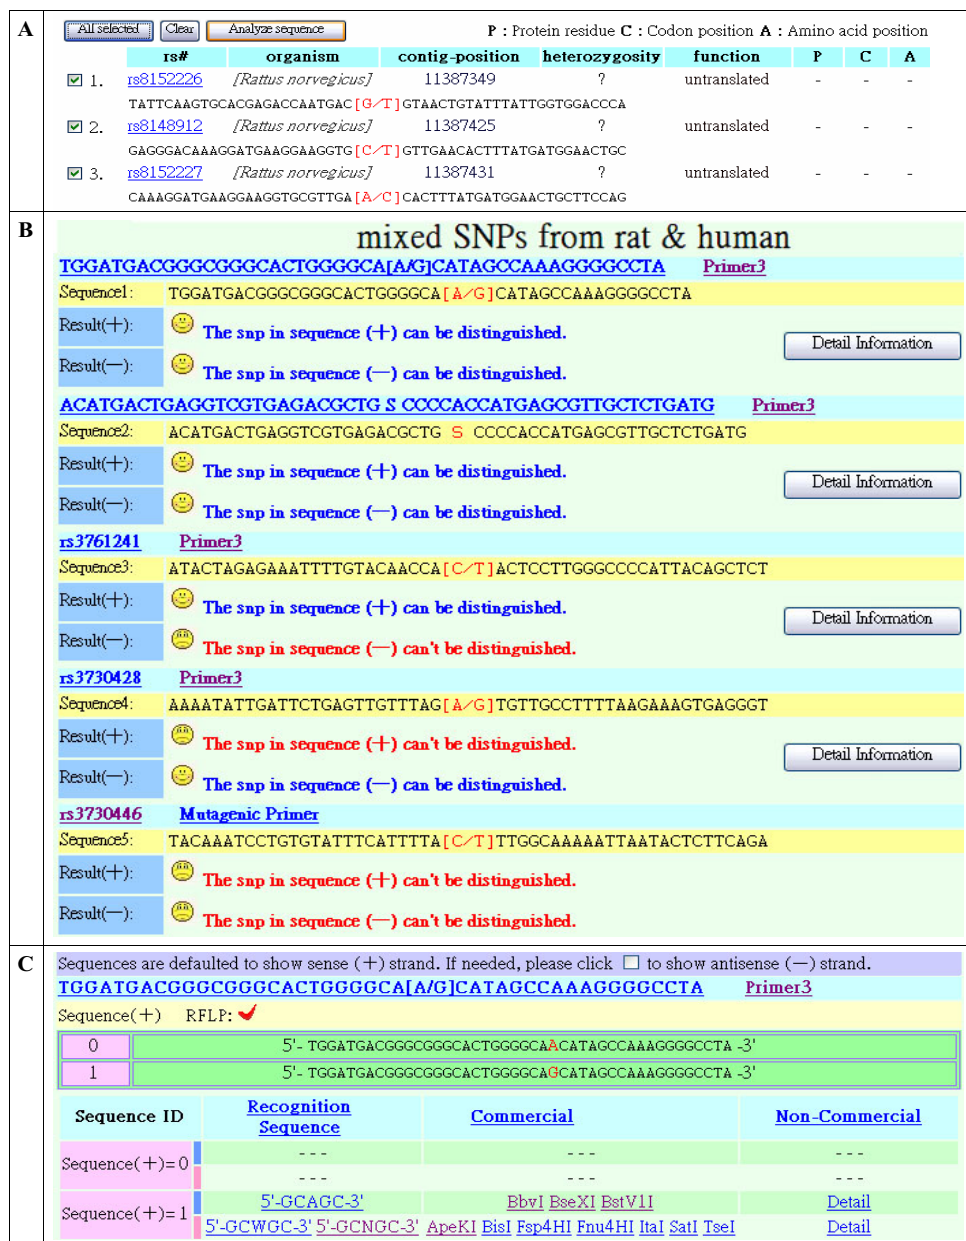 A
All selected Clear Analyze sequence P : Protein residue C : Codon position A : Amino acid position
rs# organism contig-position heterozygosity function P C A
1. rs8152226 [Rattus norvegicus] 11387349 ? untranslated - - -
TATTCAAGTGCACGAGACCAATGAC[G/T]GTAACTGTATTTATTGGTGGACCCA
2. rs8148912 [Rattus norvegicus] 11387425 ? untranslated - - -
GAGGGACAAAGGATGAAGGAAGGTG[C/T]GTTGAACACTTTATGATGGAACTGC
3. rs8152227 [Rattus norvegicus] 11387431 ? untranslated - - -
CAAAGGATGAAGGAAGGTGCGTTGA[A/C]CACTTTATGATGGAACTGCTTCCAG
B
mixed SNPs from rat & human
TGGATGACGGGCGGGCACTGGGGCA[A/G]CATAGCCAAAGGGGCCTA Primer3
Sequence1: TGGATGACGGGCGGGCACTGGGGCA[A/G]CATAGCCAAAGGGGCCTA
Result(+): The snp in sequence (+) can be distinguished.
Detail Information
Result(−): The snp in sequence (−) can be distinguished.
ACATGACTGAGGTCGTGAGACGCTG S CCCCACCATGAGCGTTGCTCTGATG Primer3
Sequence2: ACATGACTGAGGTCGTGAGACGCTG S CCCCACCATGAGCGTTGCTCTGATG
Result(+): The snp in sequence (+) can be distinguished.
Detail Information
Result(−): The snp in sequence (−) can be distinguished.
rs3761241 Primer3
Sequence3: ATACTAGAGAAATTTTGTACAACCA[C/T]ACTCCTTGGGCCCCATTACAGCTCT
Result(+): The snp in sequence (+) can be distinguished.
Detail Information
Result(−): The snp in sequence (−) can't be distinguished.
rs3730428 Primer3
Sequence4: AAAATATTGATTCTGAGTTGTTTAG[A/G]TGTTGCCTTTTAAGAAAGTGAGGGT
Result(+): The snp in sequence (+) can't be distinguished.
Detail Information
Result(−): The snp in sequence (−) can be distinguished.
rs3730446 Mutagenic Primer
Sequence5: TACAAATCCTGTGTATTTCATTTTA[C/T]TTGGCAAAAATTAATACTCTTCAGA
Result(+): The snp in sequence (+) can't be distinguished.
Result(−): The snp in sequence (−) can't be distinguished.
C
Sequences are defaulted to show sense (+) strand. If needed, please click to show antisense (−) strand.
TGGATGACGGGCGGGCACTGGGGCA[A/G]CATAGCCAAAGGGGCCTA Primer3
Sequence(+) RFLP:
0 5'- TGGATGACGGGCGGGCACTGGGGCAACATAGCCAAAGGGGCCTA -3'
1 5'- TGGATGACGGGCGGGCACTGGGGCAGCATAGCCAAAGGGGCCTA -3'
Sequence ID Recognition Sequence Commercial Non-Commercial
Sequence(+)=0 --- --- ---
--- --- ---
Sequence(+)=1 5'-GCAGC-3' BbvI BseXI BstV1I Detail
5'-GCWGC-3' 5'-GCNGC-3' ApeKI BisI Fsp4HI Fnu4HI ItaI SatI TseI Detail